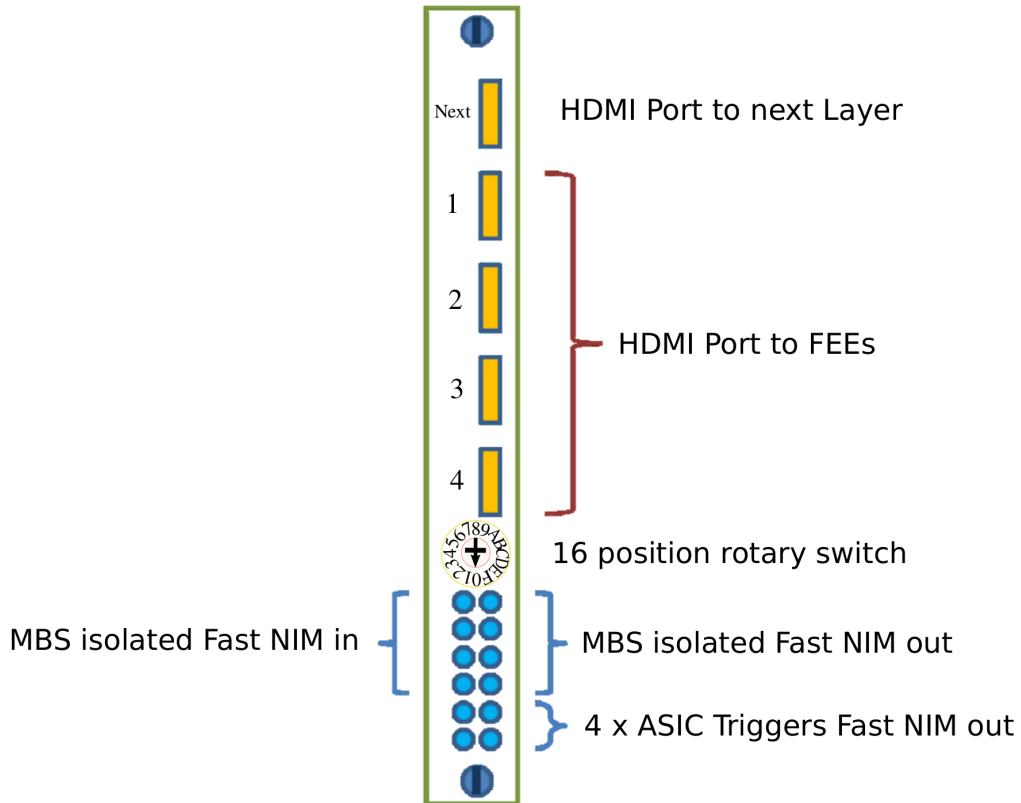 Next
HDMI Port to next Layer
1
2
HDMI Port to FEEs
3
4
0123456789ABCDEF
16 position rotary switch
MBS isolated Fast NIM in
MBS isolated Fast NIM out
4 x ASIC Triggers Fast NIM out